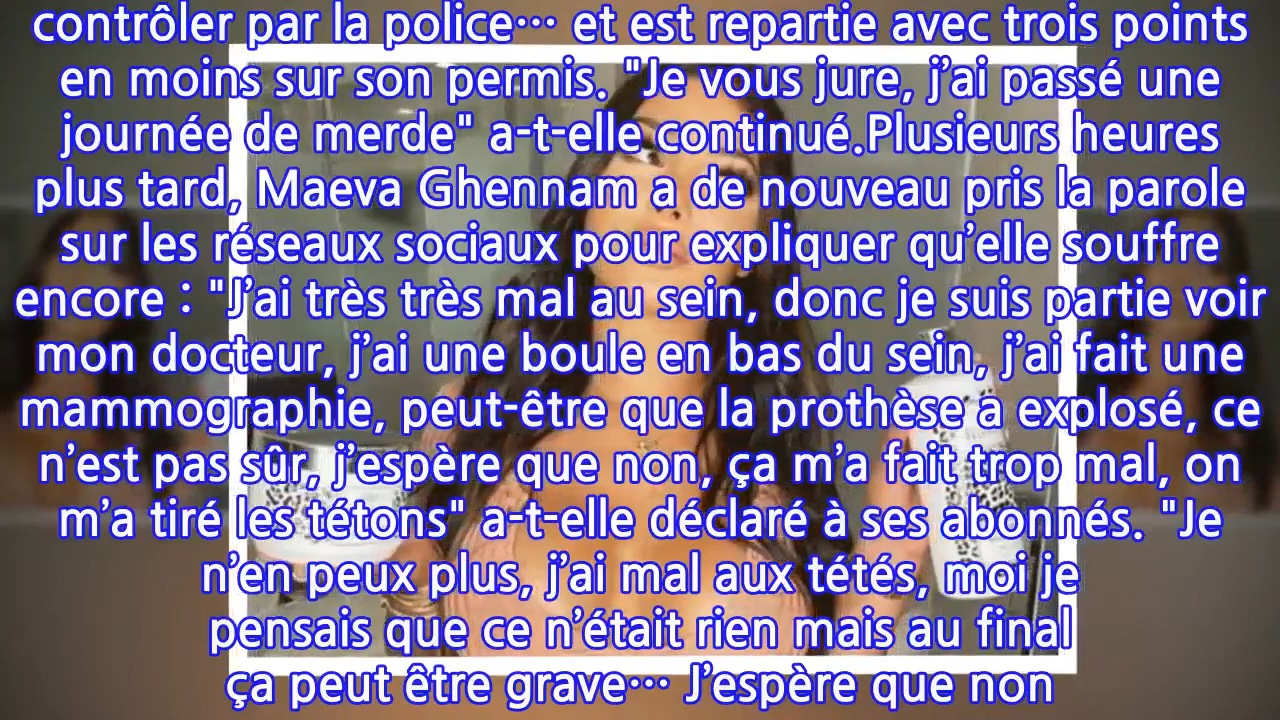 contrôler par la police··· et est repartie avec trois points
en moins sur son permis. "Je vous jure, j’ai passé une
journée de merde" a-t-elle continué.Plusieurs heures
plus tard, Maeva Ghennam a de nouveau pris la parole
sur les réseaux sociaux pour expliquer qu’elle souffre
encore : "J’ai très très mal au sein, donc je suis partie voir
mon docteur, j’ai une boule en bas du sein, j’ai fait une
mammographie, peut-être que la prothèse a explosé, ce
n’est pas sûr, j’espère que non, ça m’a fait trop mal, on
m’a tiré les tétons" a-t-elle déclaré à ses abonnés. "Je
n’en peux plus, j’ai mal aux tétés, moi je
pensais que ce n’était rien mais au final
ça peut être grave··· J’espère que non